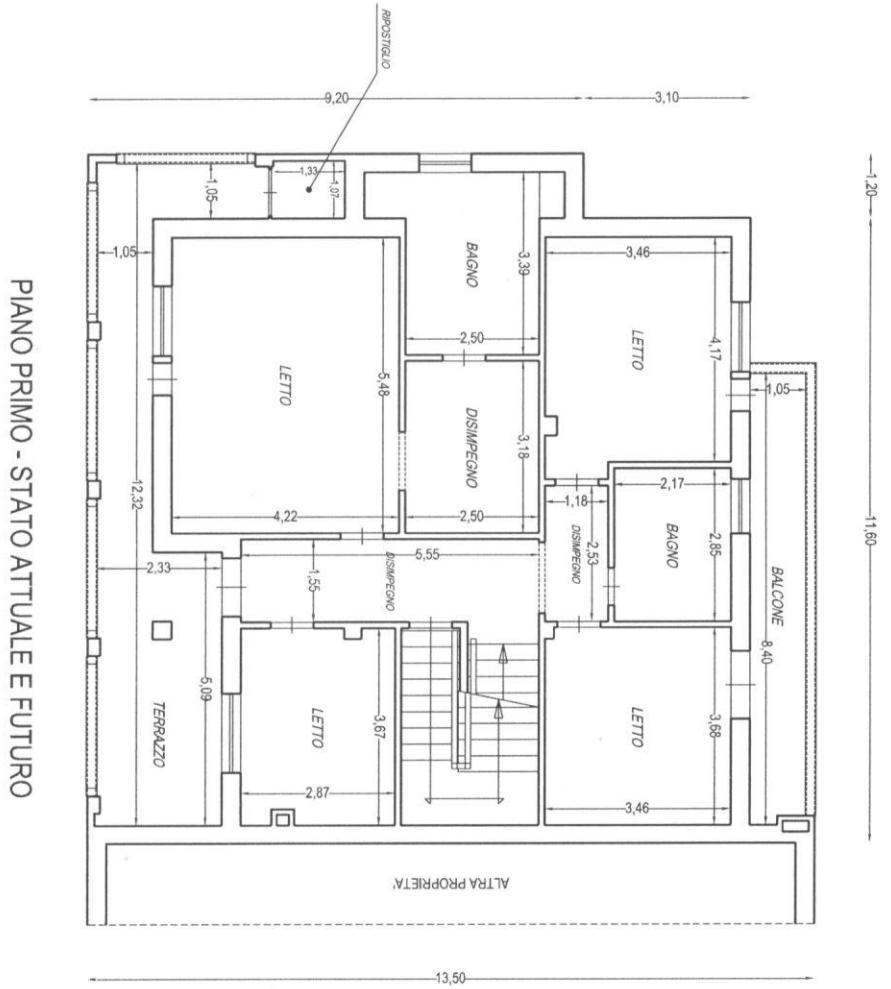 RIPOSTIGLIO
9,20
3,10
1,20
11,60
13,50
1,33
1,07
1,05
1,05
BAGNO
3,39
2,50
3,46
LETTO
4,17
1,05
LETTO
5,48
4,22
DISIMPEGNO
3,18
2,50
1,18
DISIMPEGNO
2,53
2,17
BAGNO
2,85
BALCONE
8,40
12,32
2,33
5,09
TERRAZZO
1,55
DISIMPEGNO
LETTO
3,67
2,87
LETTO
3,68
3,46
ALTRA PROPRIETA'
PIANO PRIMO - STATO ATTUALE E FUTURO